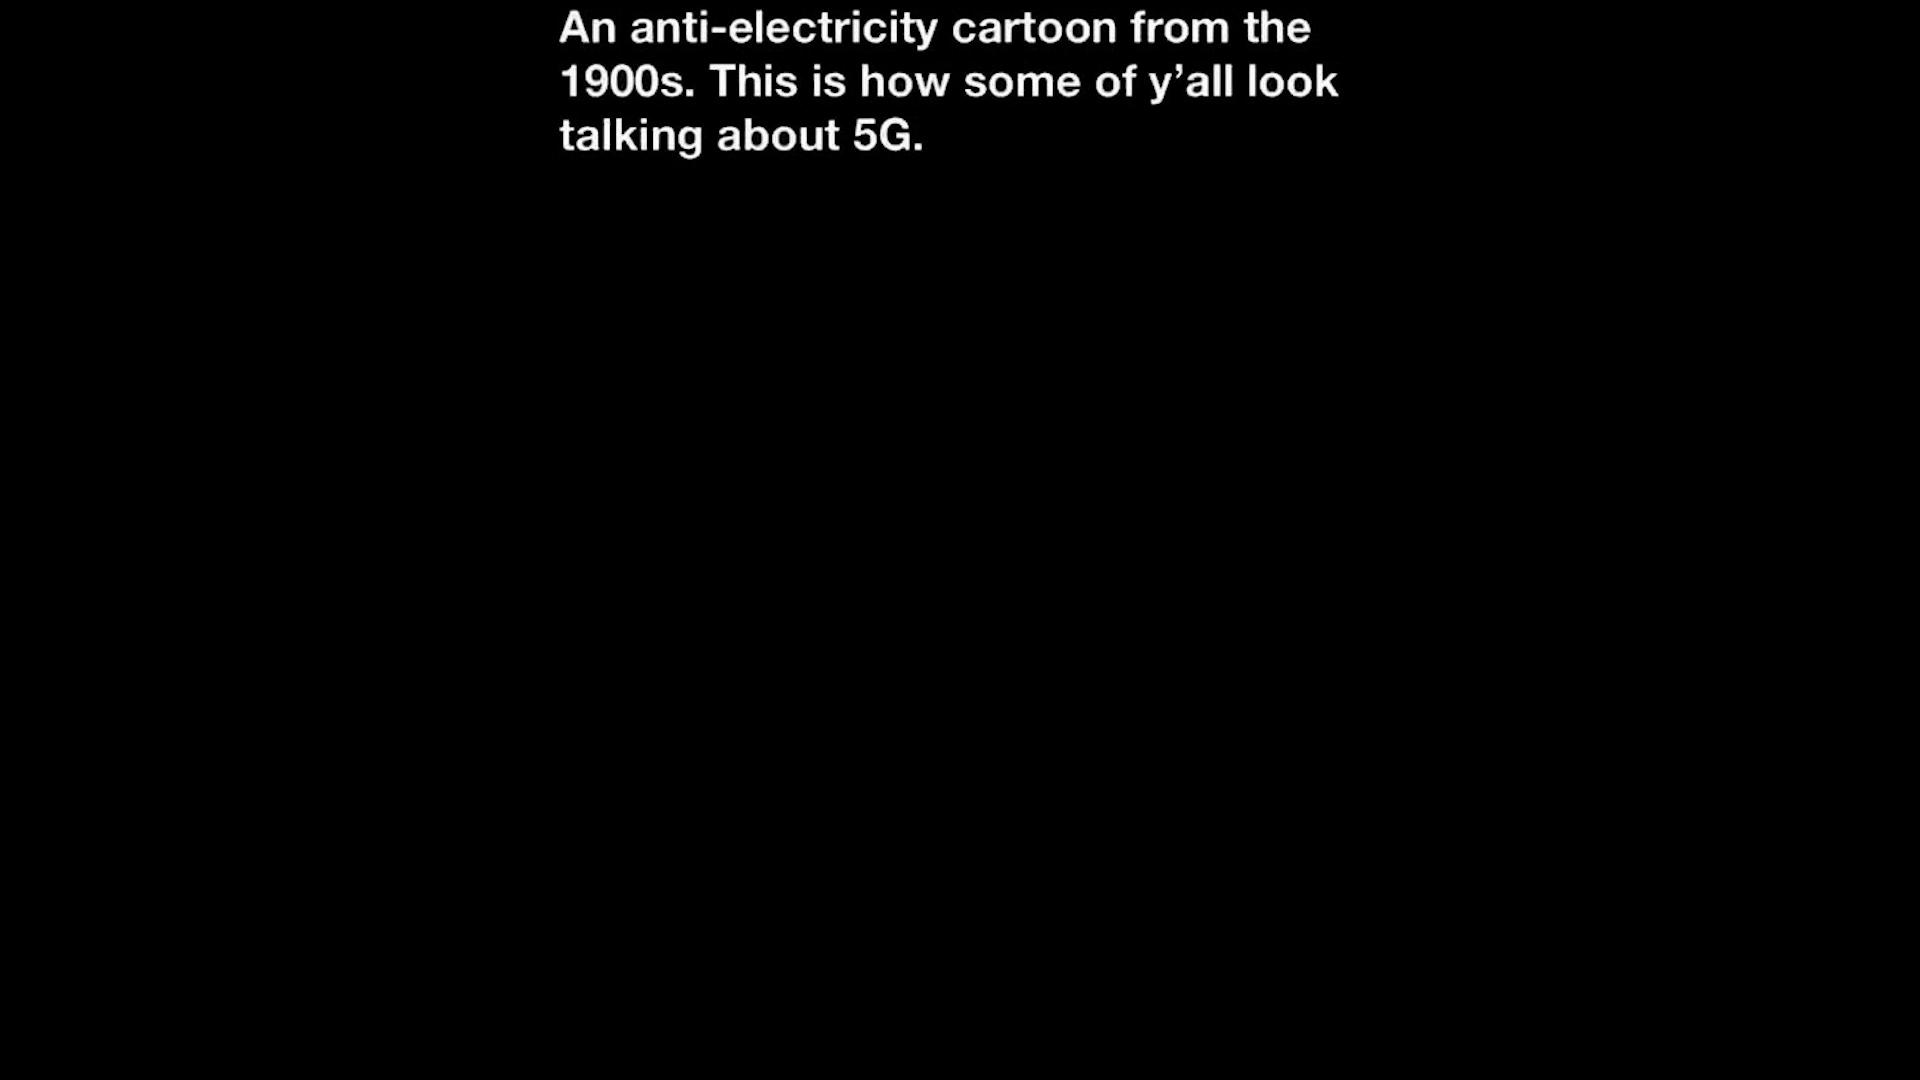 An anti-electricity cartoon from the
1900s. This is how some of y’all look
talking about 5G.